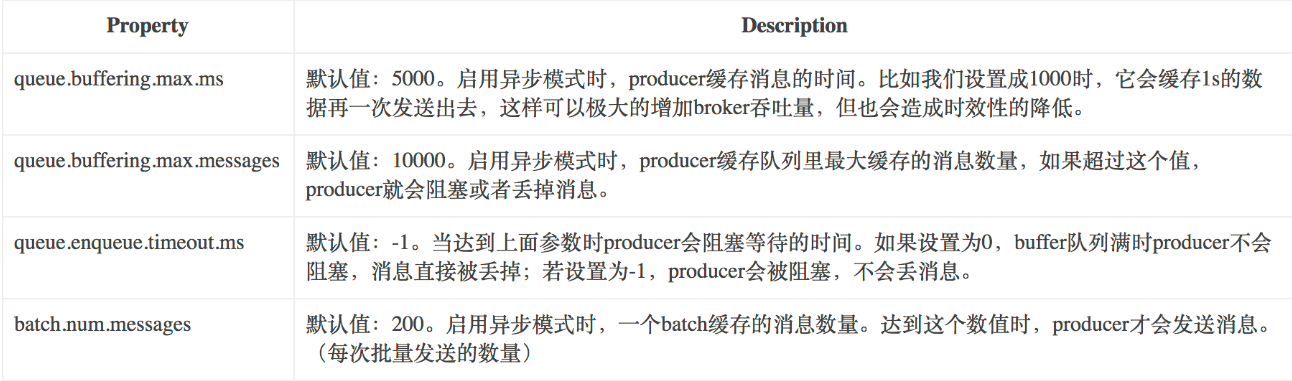 Property Description
queue.buffering.max.ms 默认值：5000。启用异步模式时，producer缓存消息的时间。比如我们设置成1000时，它会缓存1s的数
据再一次发送出去，这样可以极大的增加broker吞吐量，但也会造成时效性的降低。
queue.buffering.max.messages 默认值：10000。启用异步模式时，producer缓存队列里最大缓存的消息数量，如果超过这个值，
producer就会阻塞或者丢掉消息。
queue.enqueue.timeout.ms 默认值：-1。当达到上面参数时producer会阻塞等待的时间。如果设置为0，buffer队列满时producer不会
阻塞，消息直接被丢掉；若设置为-1，producer会被阻塞，不会丢消息。
batch.num.messages 默认值：200。启用异步模式时，一个batch缓存的消息数量。达到这个数值时，producer才会发送消息。
（每次批量发送的数量）